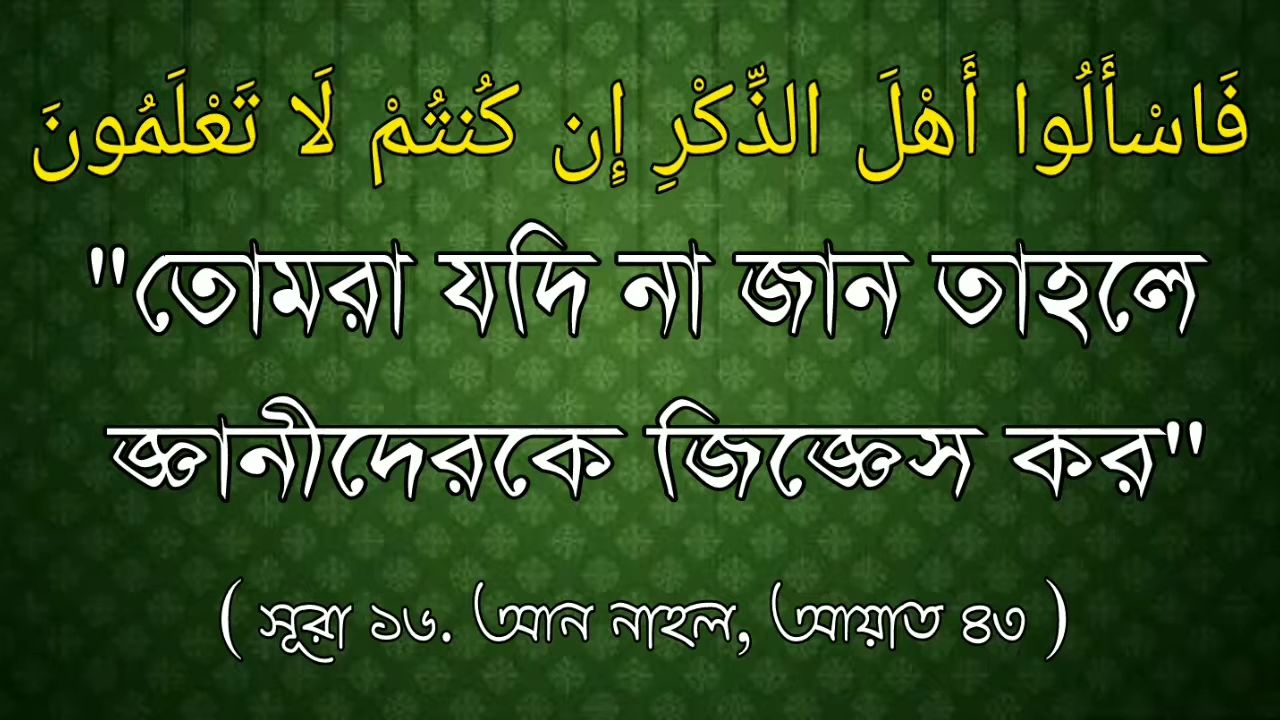 فَاسْأَلُوا أَهْلَ الذِّكْرِ إِن كُنتُمْ لَا تَعْلَمُونَ
"তোমরা যদি না জান তাহলে
জ্ঞানীদেরকে জিজ্ঞেস কর"
( সূরা ১৬. আন নাহল, আয়াত ৪৩ )